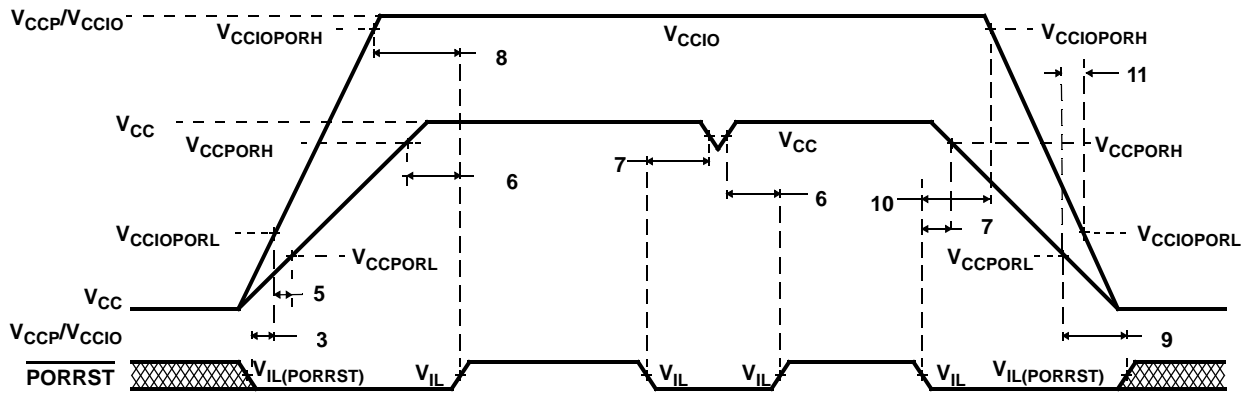 VCCP/VCCIO
VCCIOPORH
VCCIO
VCCIOPORH
8
11
VCC
VCCPORH
VCC
VCCPORH
6
7
6
10
7
VCCIOPORL
VCCPORL
VCCPORL
VCCIOPORL
VCC
5
VCCP/VCCIO
3
9
PORRST
VIL(PORRST)
VIL
VIL
VIL
VIL
VIL(PORRST)